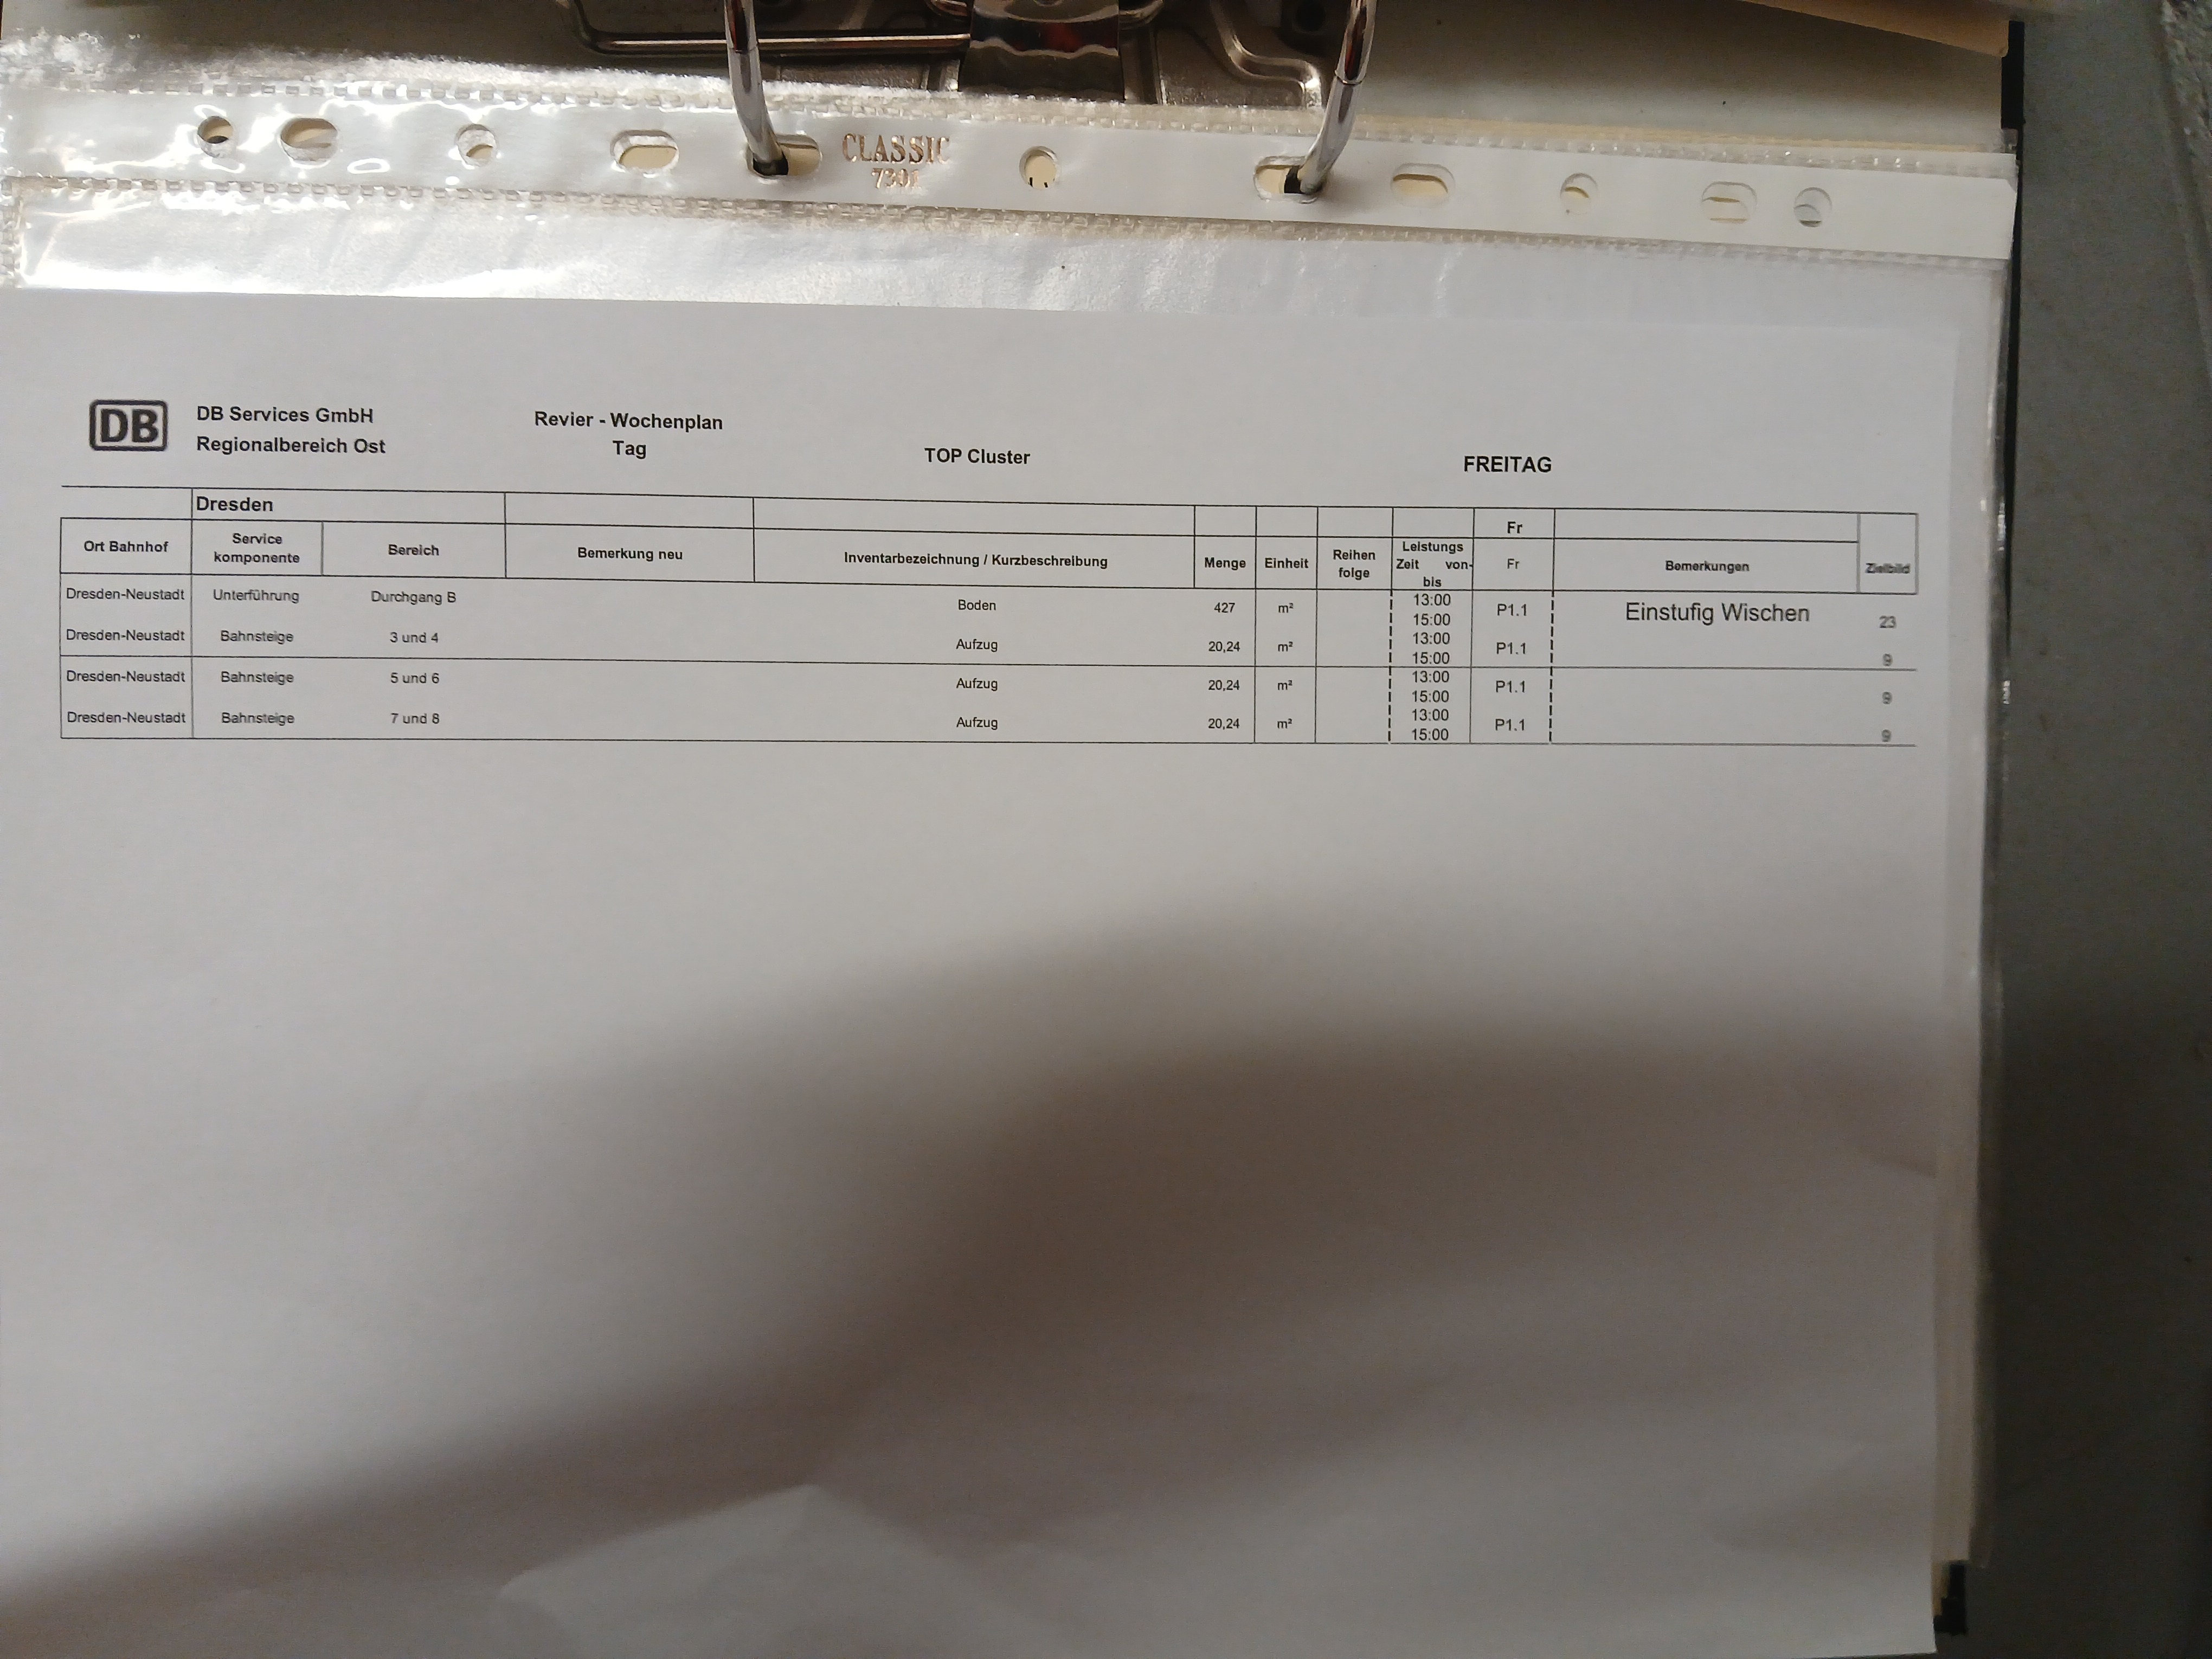 CLASSIC
DB
DB Services GmbH
Regionalbereich Ost
Revier - Wochenplan
Tag
TOP Cluster
FREITAG
Dresden
Fr
Ort Bahnhof Service komponente Bereich Bemerkung neu Inventarbezeichnung / Kurzbeschreibung Menge Einheit Reihen folge Leistungs Zeit von- bis Fr Bemerkungen Zielbild
Dresden-Neustadt Unterführung Durchgang B Boden 427 m² 13:00 15:00 P1.1 Einstufig Wischen 23
Dresden-Neustadt Bahnsteige 3 und 4 Aufzug 20,24 m² 13:00 15:00 P1.1 9
Dresden-Neustadt Bahnsteige 5 und 6 Aufzug 20,24 m² 13:00 15:00 P1.1 9
Dresden-Neustadt Bahnsteige 7 und 8 Aufzug 20,24 m² 13:00 15:00 P1.1 9